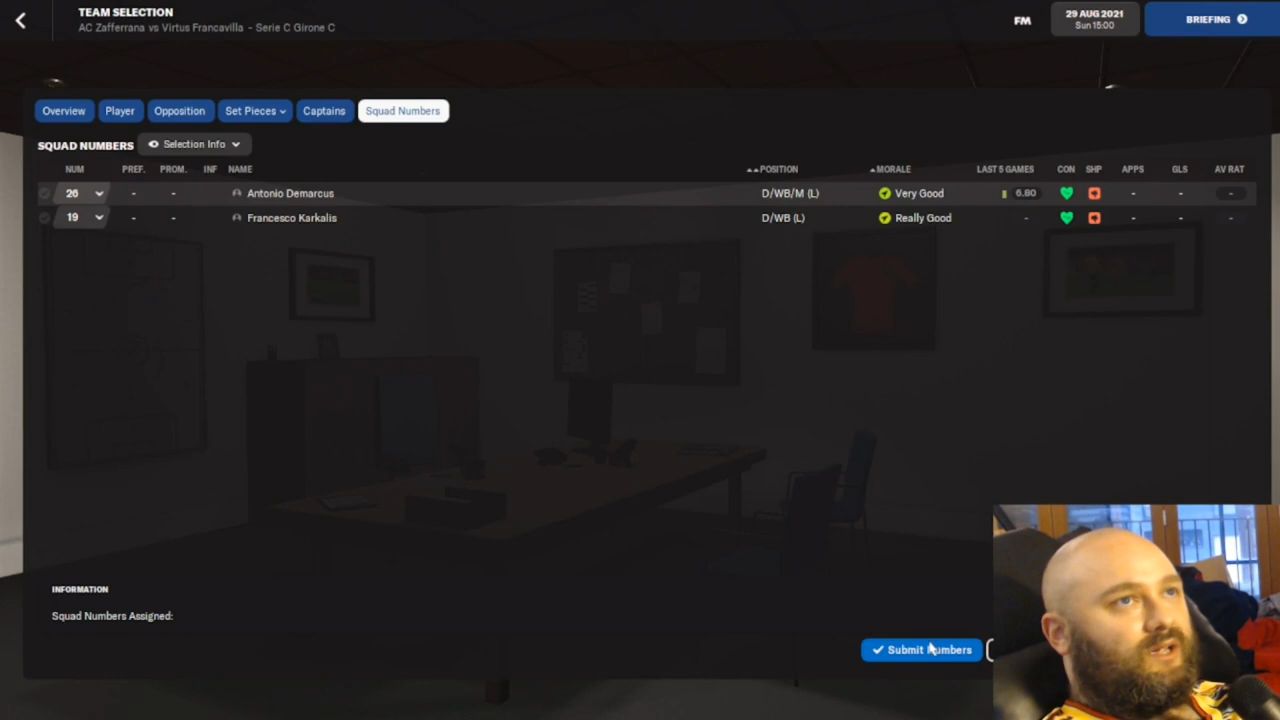 TEAM SELECTION
AC Zafferrana vs Virtus Francavilla - Serie C Girone C
FM
29 AUG 2021
Sun 15:00
BRIEFING
Overview
Player
Opposition
Set Pieces
Captains
Squad Numbers
SQUAD NUMBERS
Selection Info
NUM PREF. PROM. INF NAME POSITION MORALE LAST 5 GAMES CON SHP APPS GLS AV RAT
26 - - Antonio Demarcus D/WB/M (L) Very Good 6.80 - - -
19 - - Francesco Karkalis D/WB (L) Really Good - - - -
INFORMATION
Squad Numbers Assigned:
Submit Numbers